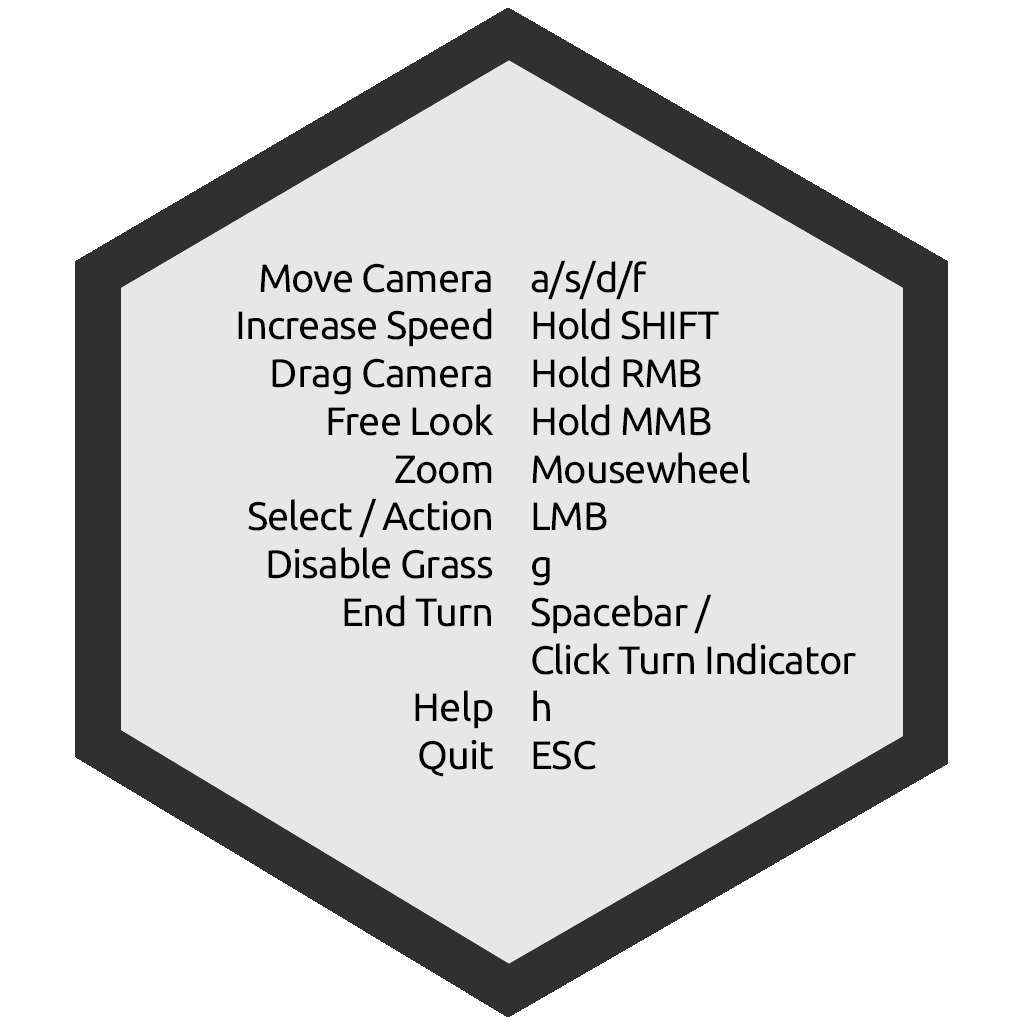 Move Camera a/s/d/f
Increase Speed Hold SHIFT
Drag Camera Hold RMB
Free Look Hold MMB
Zoom Mousewheel
Select / Action LMB
Disable Grass g
End Turn Spacebar /
Click Turn Indicator
Help h
Quit ESC